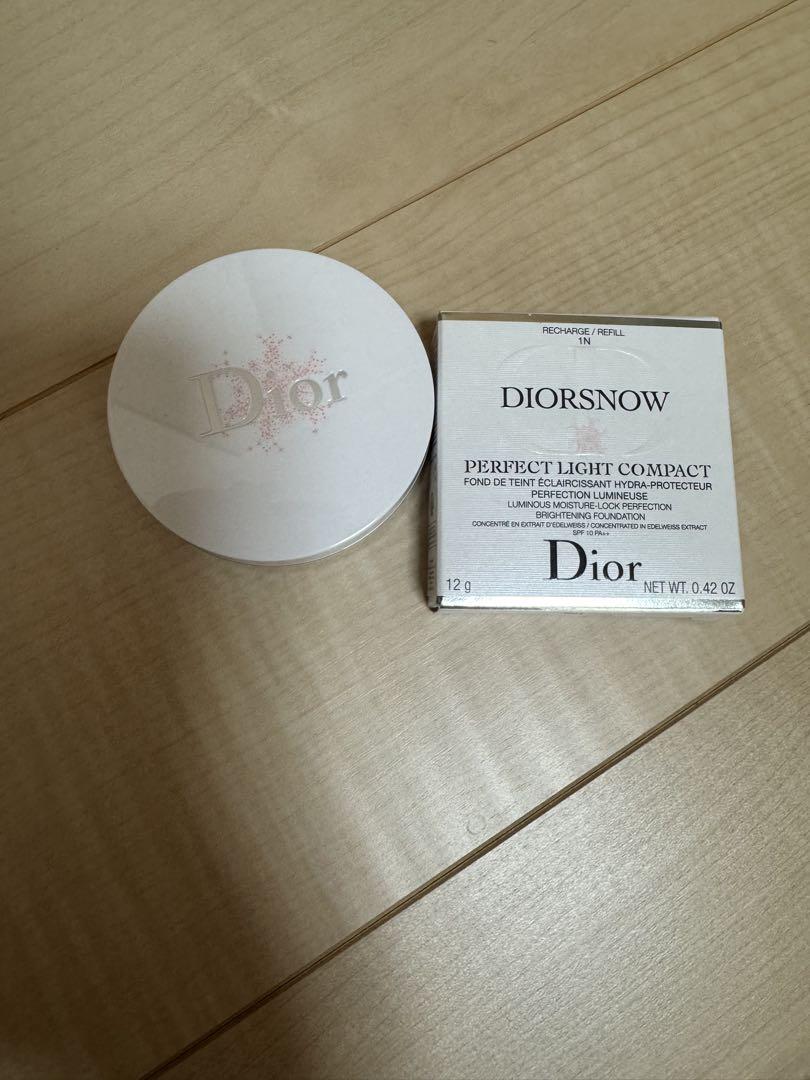 Dior
RECHARGE / REFILL
1N
DIORSNOW
PERFECT LIGHT COMPACT
FOND DE TEINT ÉCLAIRCISSANT HYDRA-PROTECTEUR
PERFECTION LUMINEUSE
LUMINOUS MOISTURE-LOCK PERFECTION
BRIGHTENING FOUNDATION
CONCENTRÉ EN EXTRAIT D'EDELWEISS / CONCENTRATED IN EDELWEISS EXTRACT
SPF 10 PA++
Dior
12 g NET WT. 0.42 OZ